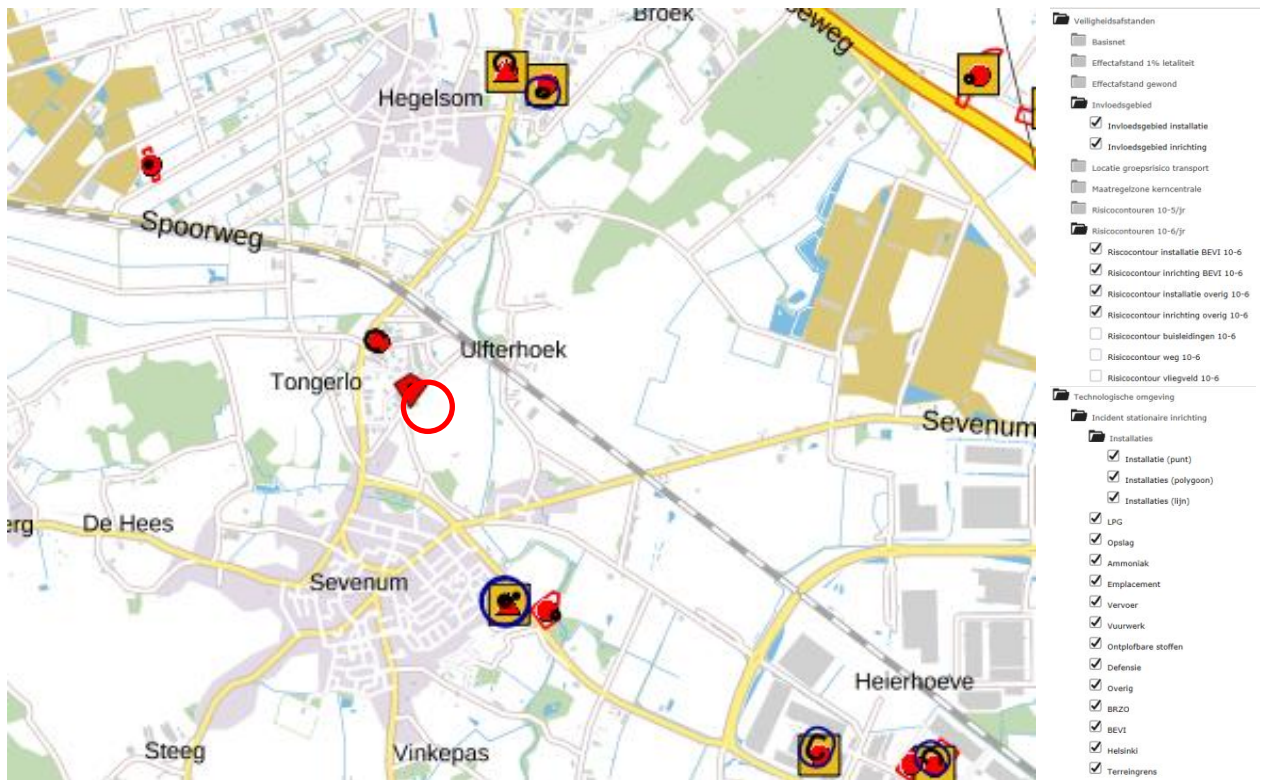 Broek
eweg
Hegelsom
Spoorweg
Ulfterhoek
Tongerlo
Sevenum
erg
De Hees
Sevenum
Heierhoeve
Steeg
Vinkepas
Veiligheidsafstanden
Basisnet
Effectafstand 1% letaliteit
Effectafstand gewond
Invloedsgebied
Invloedsgebied installatie
Invloedsgebied inrichting
Locatie groepsrisico transport
Maatregelzone kerncentrale
Risicocontouren 10-5/jr
Risicocontouren 10-6/jr
Riscocontour installatie BEVI 10-6
Risicocontour inrichting BEVI 10-6
Risicocontour installatie overig 10-6
Risicocontour inrichting overig 10-6
Risicocontour buisleidingen 10-6
Risicocontour weg 10-6
Risicocontour vliegveld 10-6
Technologische omgeving
Incident stationaire inrichting
Installaties
Installatie (punt)
Installaties (polygoon)
Installaties (lijn)
LPG
Opslag
Ammoniak
Emplacement
Vervoer
Vuurwerk
Ontplofbare stoffen
Defensie
Overig
BRZO
BEVI
Helsinki
Terreingrens